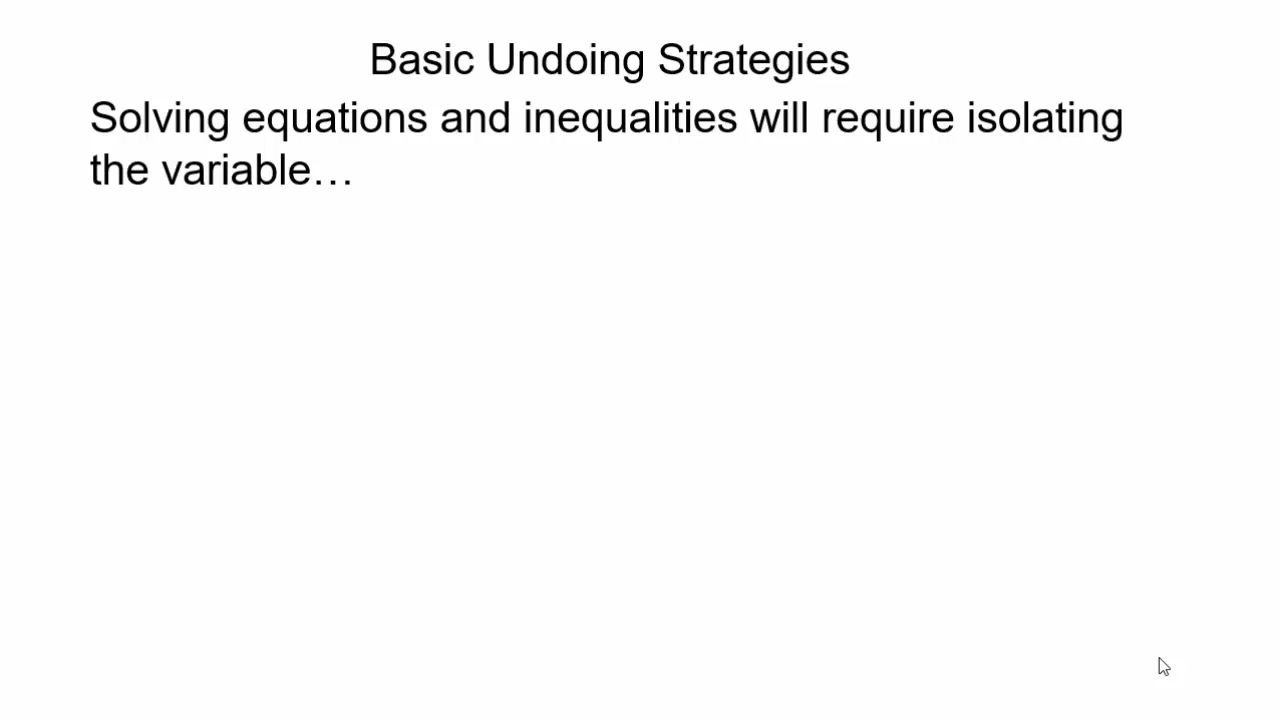 Basic Undoing Strategies
Solving equations and inequalities will require isolating
the variable…